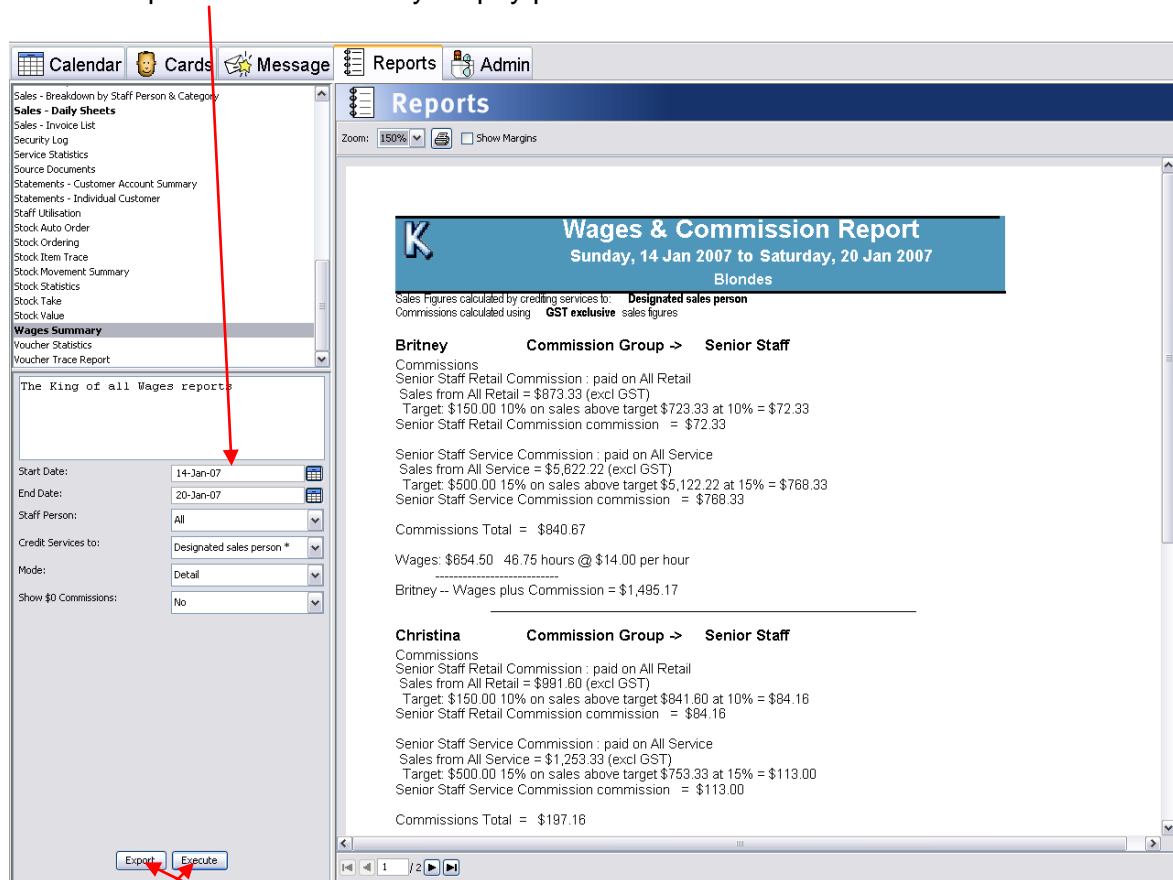 Calendar Cards Message Reports Admin
Sales - Breakdown by Staff Person & Category
Sales - Daily Sheets
Sales - Invoice List
Security Log
Service Statistics
Source Documents
Statements - Customer Account Summary
Statements - Individual Customer
Staff Utilisation
Stock Auto Order
Stock Ordering
Stock Item Trace
Stock Movement Summary
Stock Statistics
Stock Take
Stock Value
Wages Summary
Voucher Statistics
Voucher Trace Report
The King of all Wages reports
Start Date: 14-Jan-07
End Date: 20-Jan-07
Staff Person: All
Credit Services to: Designated sales person *
Mode: Detail
Show $0 Commissions: No
Export Execute
Reports
Zoom: 150% Show Margins
K
Wages & Commission Report
Sunday, 14 Jan 2007 to Saturday, 20 Jan 2007
Blondes
Sales Figures calculated by crediting services to: Designated sales person
Commissions calculated using GST exclusive sales figures
Britney Commission Group -> Senior Staff
Commissions
Senior Staff Retail Commission : paid on All Retail
Sales from All Retail = $873.33 (excl GST)
Target: $150.00 10% on sales above target $723.33 at 10% = $72.33
Senior Staff Retail Commission commission = $72.33
Senior Staff Service Commission : paid on All Service
Sales from All Service = $5,622.22 (excl GST)
Target: $500.00 15% on sales above target $5,122.22 at 15% = $768.33
Senior Staff Service Commission commission = $768.33
Commissions Total = $840.67
Wages: $654.50 46.75 hours @ $14.00 per hour
---------------------------
Britney -- Wages plus Commission = $1,495.17
Christina Commission Group -> Senior Staff
Commissions
Senior Staff Retail Commission : paid on All Retail
Sales from All Retail = $991.60 (excl GST)
Target: $150.00 10% on sales above target $841.60 at 10% = $84.16
Senior Staff Retail Commission commission = $84.16
Senior Staff Service Commission : paid on All Service
Sales from All Service = $1,253.33 (excl GST)
Target: $500.00 15% on sales above target $753.33 at 15% = $113.00
Senior Staff Service Commission commission = $113.00
Commissions Total = $197.16
1 / 2